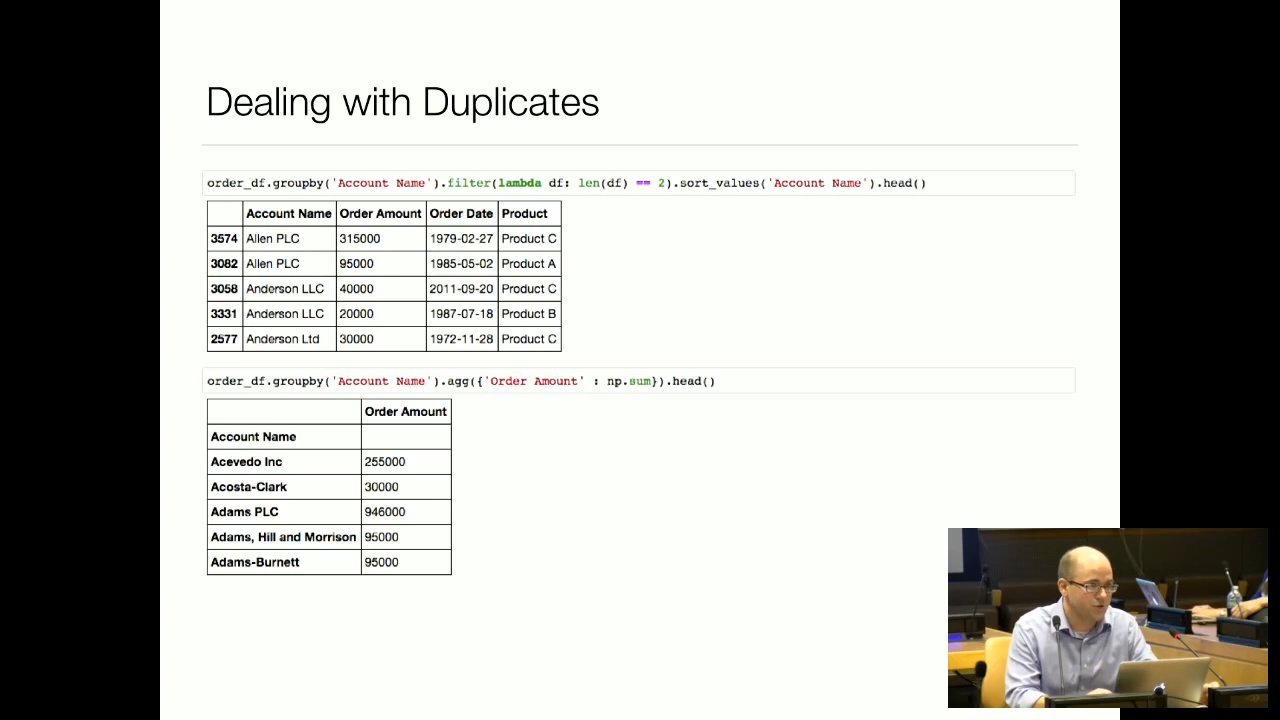 Dealing with Duplicates
order_df.groupby('Account Name').filter(lambda df: len(df) == 2).sort_values('Account Name').head()
Account Name Order Amount Order Date Product
3574 Allen PLC 315000 1979-02-27 Product C
3082 Allen PLC 95000 1985-05-02 Product A
3058 Anderson LLC 40000 2011-09-20 Product C
3331 Anderson LLC 20000 1987-07-18 Product B
2577 Anderson Ltd 30000 1972-11-28 Product C
order_df.groupby('Account Name').agg({'Order Amount' : np.sum}).head()
Order Amount
Account Name
Acevedo Inc 255000
Acosta-Clark 30000
Adams PLC 946000
Adams, Hill and Morrison 95000
Adams-Burnett 95000